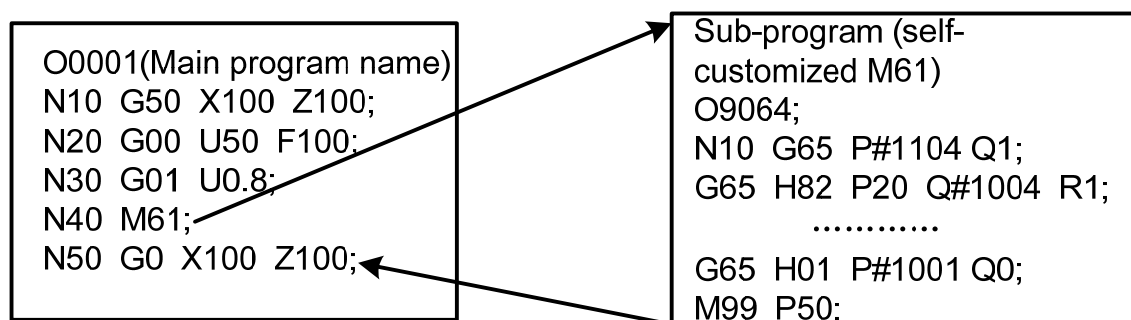 O0001(Main program name)
N10 G50 X100 Z100;
N20 G00 U50 F100;
N30 G01 U0.8;
N40 M61;
N50 G0 X100 Z100;
Sub-program (self-
customized M61)
O9064;
N10 G65 P#1104 Q1;
G65 H82 P20 Q#1004 R1;
…………
G65 H01 P#1001 Q0;
M99 P50;